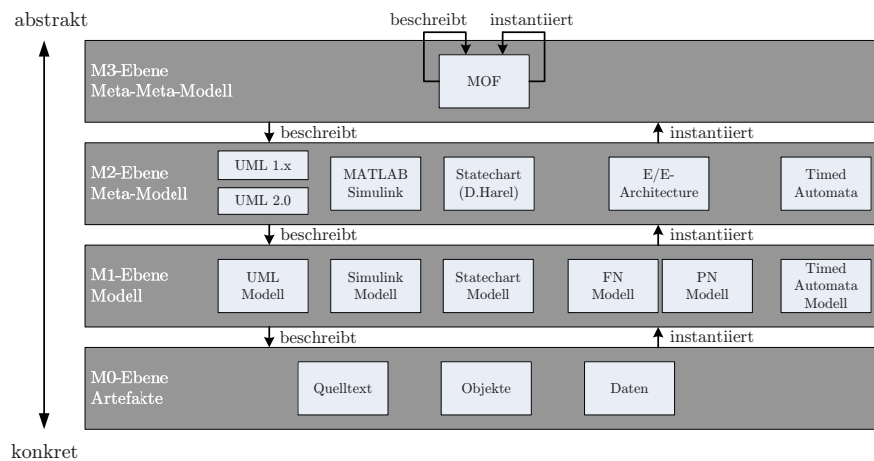 abstrakt
beschreibt
instantiiert
M3-Ebene
Meta-Meta-Modell
MOF
beschreibt
instantiiert
M2-Ebene
Meta-Modell
UML 1.x
UML 2.0
MATLAB
Simulink
Statechart
(D.Harel)
E/E-
Architecture
Timed
Automata
beschreibt
instantiiert
M1-Ebene
Modell
UML
Modell
Simulink
Modell
Statechart
Modell
FN
Modell
PN
Modell
Timed
Automata
Modell
beschreibt
instantiiert
M0-Ebene
Artefakte
Quelltext
Objekte
Daten
konkret